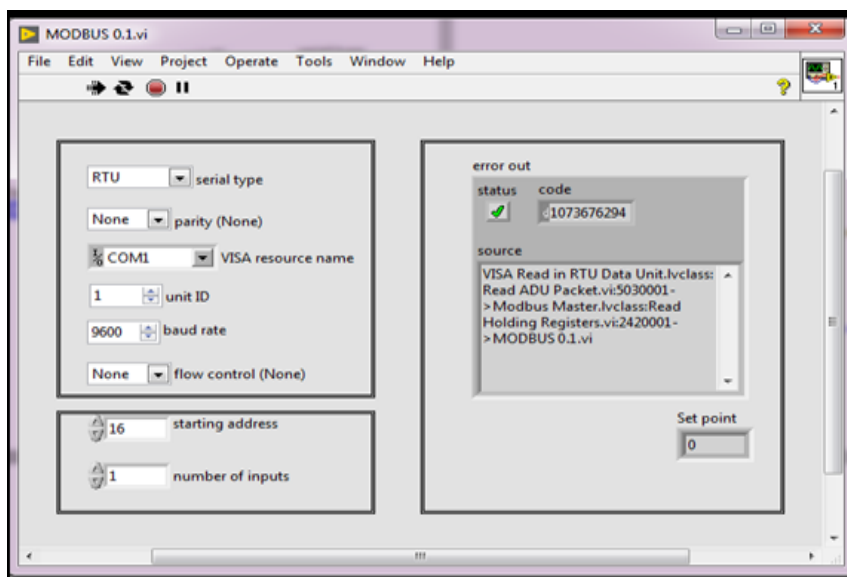 MODBUS 0.1.vi
File Edit View Project Operate Tools Window Help
?
1
RTU serial type
None parity (None)
I/O COM1 VISA resource name
1 unit ID
9600 baud rate
None flow control (None)
16 starting address
1 number of inputs
error out
status code
d1073676294
source
VISA Read in RTU Data Unit.lvclass:
Read ADU Packet.vi:5030001-
>Modbus Master.lvclass:Read
Holding Registers.vi:2420001-
>MODBUS 0.1.vi
Set point
0